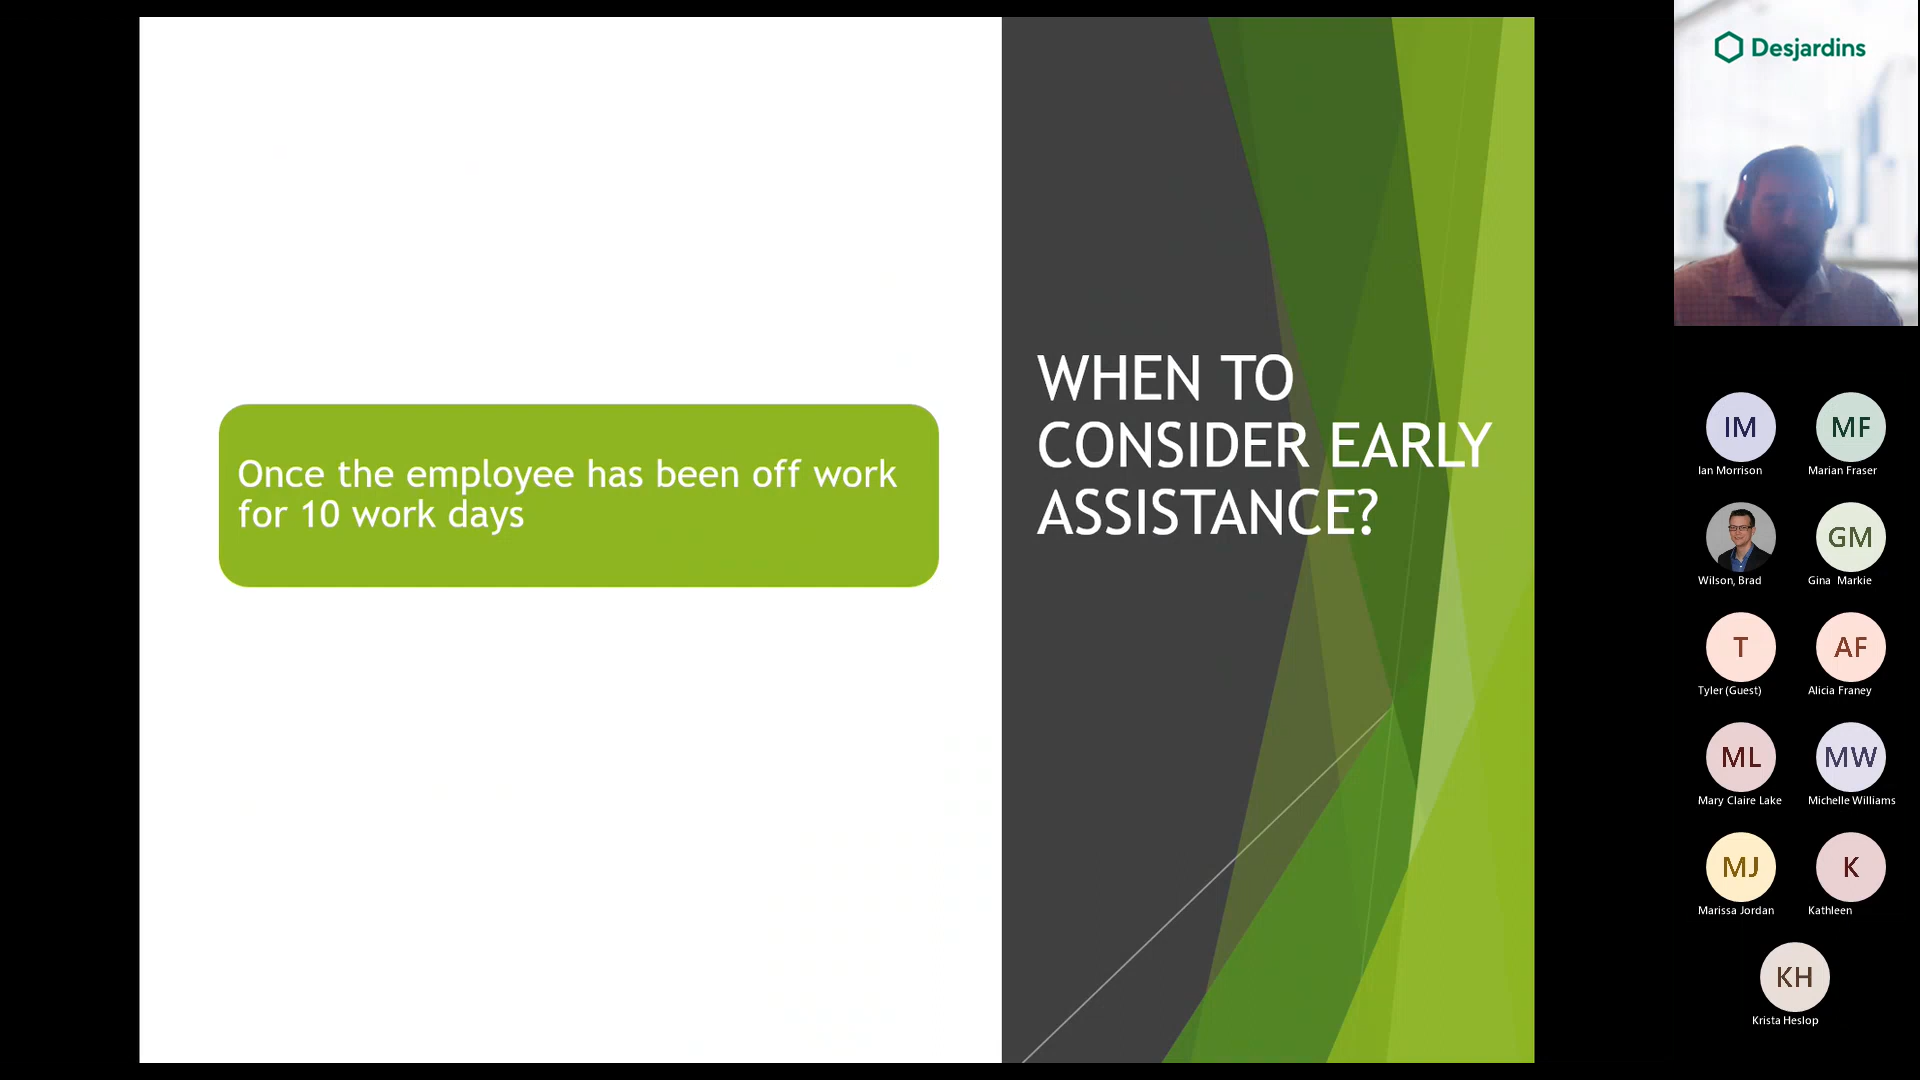 Once the employee has been off work
for 10 work days
WHEN TO
CONSIDER EARLY
ASSISTANCE?
Desjardins
IM
Ian Morrison
MF
Marian Fraser
Wilson, Brad
GM
Gina Markie
T
Tyler (Guest)
AF
Alicia Franey
ML
Mary Claire Lake
MW
Michelle Williams
MJ
Marissa Jordan
K
Kathleen
KH
Krista Heslop